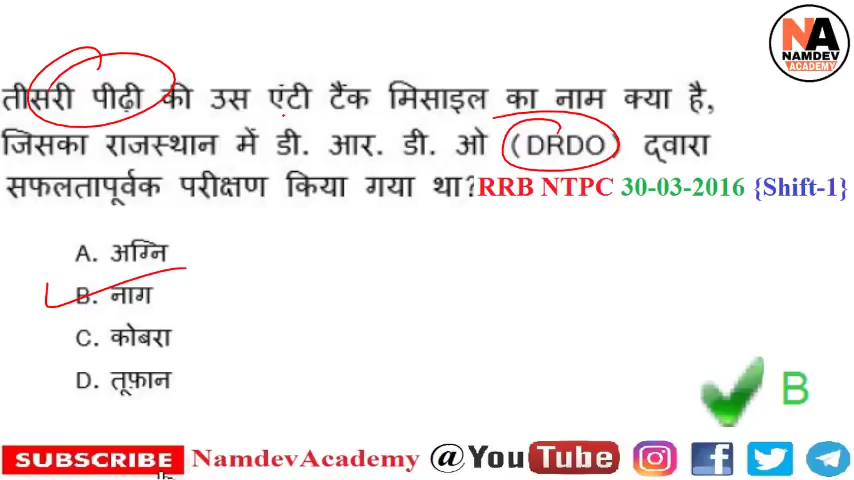 NA
NAMDEV
ACADEMY
तीसरी पीढ़ी की उस एंटी टैंक मिसाइल का नाम क्या है,
जिसका राजस्थान में डी. आर. डी. ओ (DRDO) द्वारा
सफलतापूर्वक परीक्षण किया गया था? RRB NTPC 30-03-2016 {Shift-1}
A. अग्नि
B. नाग
C. कोबरा
D. तूफ़ान
B
SUBSCRIBE NamdevAcademy @YouTube